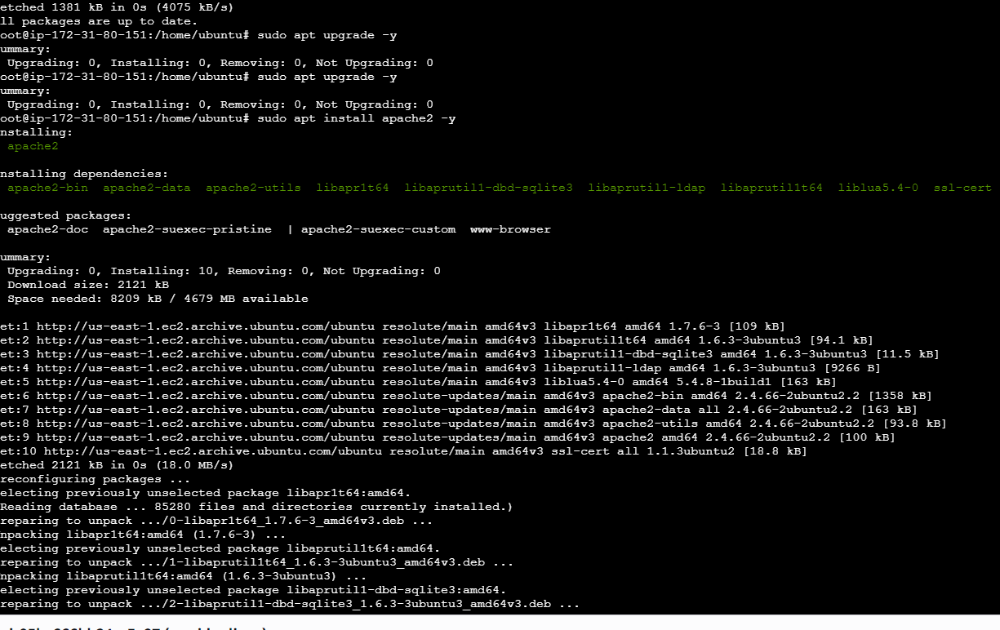 etched 1381 kB in 0s (4075 kB/s)
ll packages are up to date.
oot@ip-172-31-80-151:/home/ubuntu# sudo apt upgrade -y
ummary:
Upgrading: 0, Installing: 0, Removing: 0, Not Upgrading: 0
oot@ip-172-31-80-151:/home/ubuntu# sudo apt upgrade -y
ummary:
Upgrading: 0, Installing: 0, Removing: 0, Not Upgrading: 0
oot@ip-172-31-80-151:/home/ubuntu# sudo apt install apache2 -y
nstalling:
apache2
nstalling dependencies:
apache2-bin apache2-data apache2-utils libapr1t64 libaprutil1-dbd-sqlite3 libaprutil1-ldap libaprutil1t64 liblua5.4-0 ssl-cert
uggested packages:
apache2-doc apache2-suexec-pristine | apache2-suexec-custom www-browser
ummary:
Upgrading: 0, Installing: 10, Removing: 0, Not Upgrading: 0
Download size: 2121 kB
Space needed: 8209 kB / 4679 MB available
et:1 http://us-east-1.ec2.archive.ubuntu.com/ubuntu resolute/main amd64v3 libapr1t64 amd64 1.7.6-3 [109 kB]
et:2 http://us-east-1.ec2.archive.ubuntu.com/ubuntu resolute/main amd64v3 libaprutil1t64 amd64 1.6.3-3ubuntu3 [94.1 kB]
et:3 http://us-east-1.ec2.archive.ubuntu.com/ubuntu resolute/main amd64v3 libaprutil1-dbd-sqlite3 amd64 1.6.3-3ubuntu3 [11.5 kB]
et:4 http://us-east-1.ec2.archive.ubuntu.com/ubuntu resolute/main amd64v3 libaprutil1-ldap amd64 1.6.3-3ubuntu3 [9266 B]
et:5 http://us-east-1.ec2.archive.ubuntu.com/ubuntu resolute/main amd64v3 liblua5.4-0 amd64 5.4.8-1build1 [163 kB]
et:6 http://us-east-1.ec2.archive.ubuntu.com/ubuntu resolute-updates/main amd64v3 apache2-bin amd64 2.4.66-2ubuntu2.2 [1358 kB]
et:7 http://us-east-1.ec2.archive.ubuntu.com/ubuntu resolute-updates/main amd64v3 apache2-data all 2.4.66-2ubuntu2.2 [163 kB]
et:8 http://us-east-1.ec2.archive.ubuntu.com/ubuntu resolute-updates/main amd64v3 apache2-utils amd64 2.4.66-2ubuntu2.2 [93.8 kB]
et:9 http://us-east-1.ec2.archive.ubuntu.com/ubuntu resolute-updates/main amd64v3 apache2 amd64 2.4.66-2ubuntu2.2 [100 kB]
et:10 http://us-east-1.ec2.archive.ubuntu.com/ubuntu resolute/main amd64v3 ssl-cert all 1.1.3ubuntu2 [18.8 kB]
etched 2121 kB in 0s (18.0 MB/s)
reconfiguring packages ...
electing previously unselected package libapr1t64:amd64.
Reading database ... 85280 files and directories currently installed.)
reparing to unpack .../0-libapr1t64_1.7.6-3_amd64v3.deb ...
npacking libapr1t64:amd64 (1.7.6-3) ...
electing previously unselected package libaprutil1t64:amd64.
reparing to unpack .../1-libaprutil1t64_1.6.3-3ubuntu3_amd64v3.deb ...
npacking libaprutil1t64:amd64 (1.6.3-3ubuntu3) ...
electing previously unselected package libaprutil1-dbd-sqlite3:amd64.
reparing to unpack .../2-libaprutil1-dbd-sqlite3_1.6.3-3ubuntu3_amd64v3.deb ...